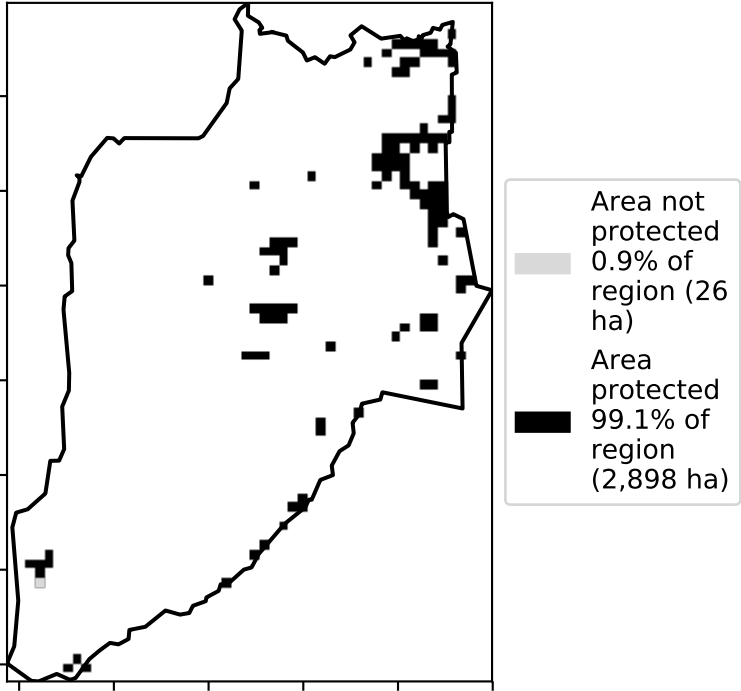 Area not
protected
0.9% of
region (26
ha)
Area
protected
99.1% of
region
(2,898 ha)